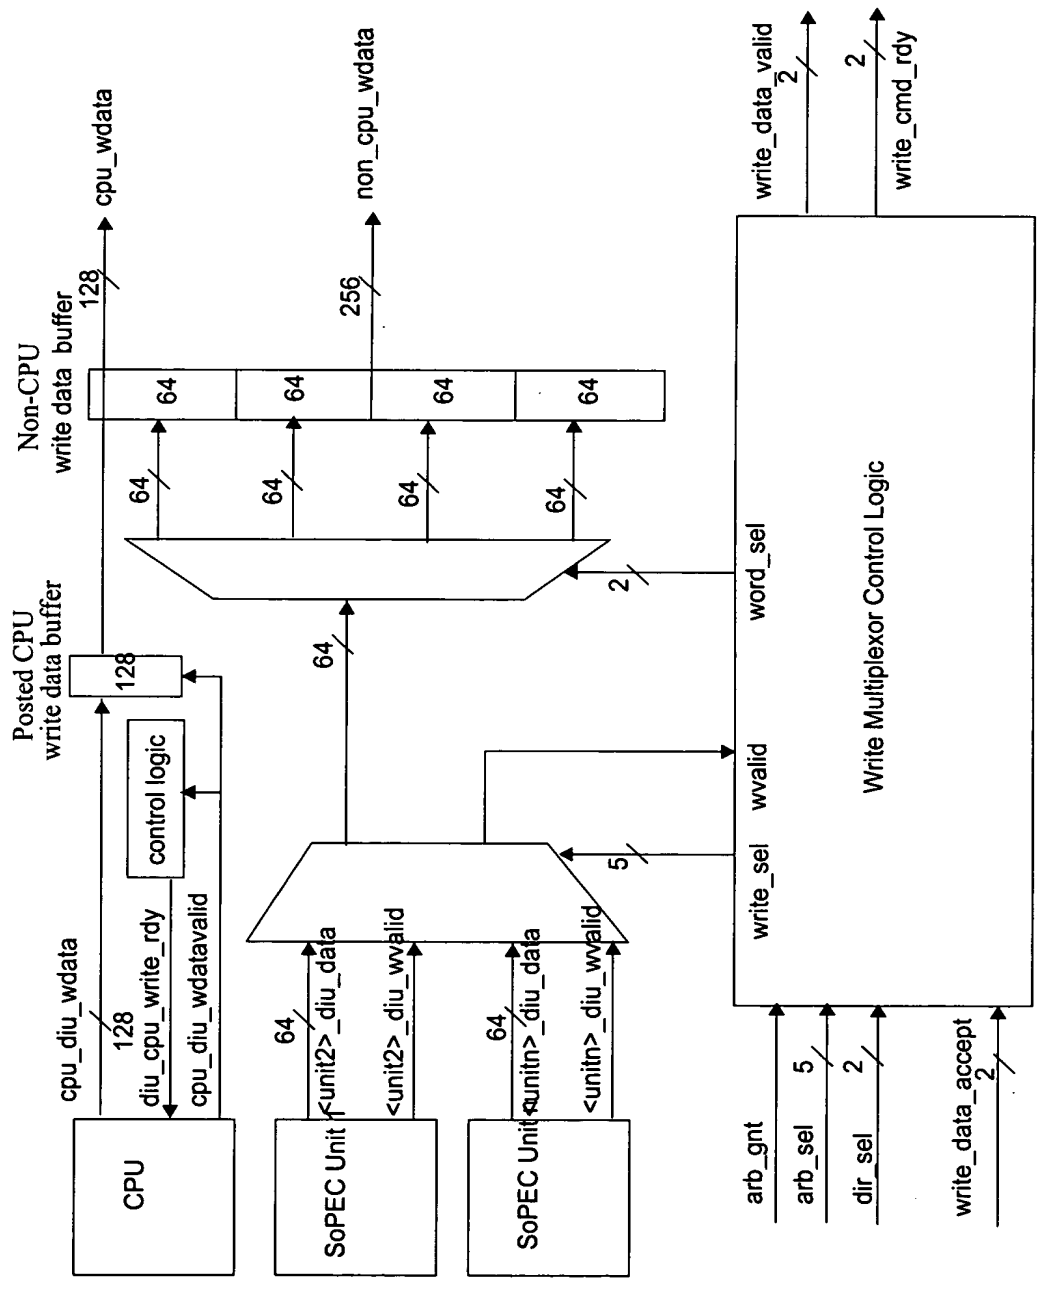 CPU
cpu_diu_wdata
128
diu_cpu_write_rdy
cpu_diu_wdatavalid
control logic
Posted CPU
write data buffer
128
Non-CPU
write data buffer
128
cpu_wdata
SoPEC Unit 1
64
<unit2>_diu_data
<unit2>_diu_wvalid
SoPEC Unit
64
<unitn>_diu_data
<unitn>_diu_wvalid
64
64
64
64
64
64
64
64
64
256
non_cpu_wdata
5
2
write_sel
wvalid
word_sel
Write Multiplexor Control Logic
arb_gnt
arb_sel
5
dir_sel
2
write_data_accept
2
write_data_valid
2
2
write_cmd_rdy